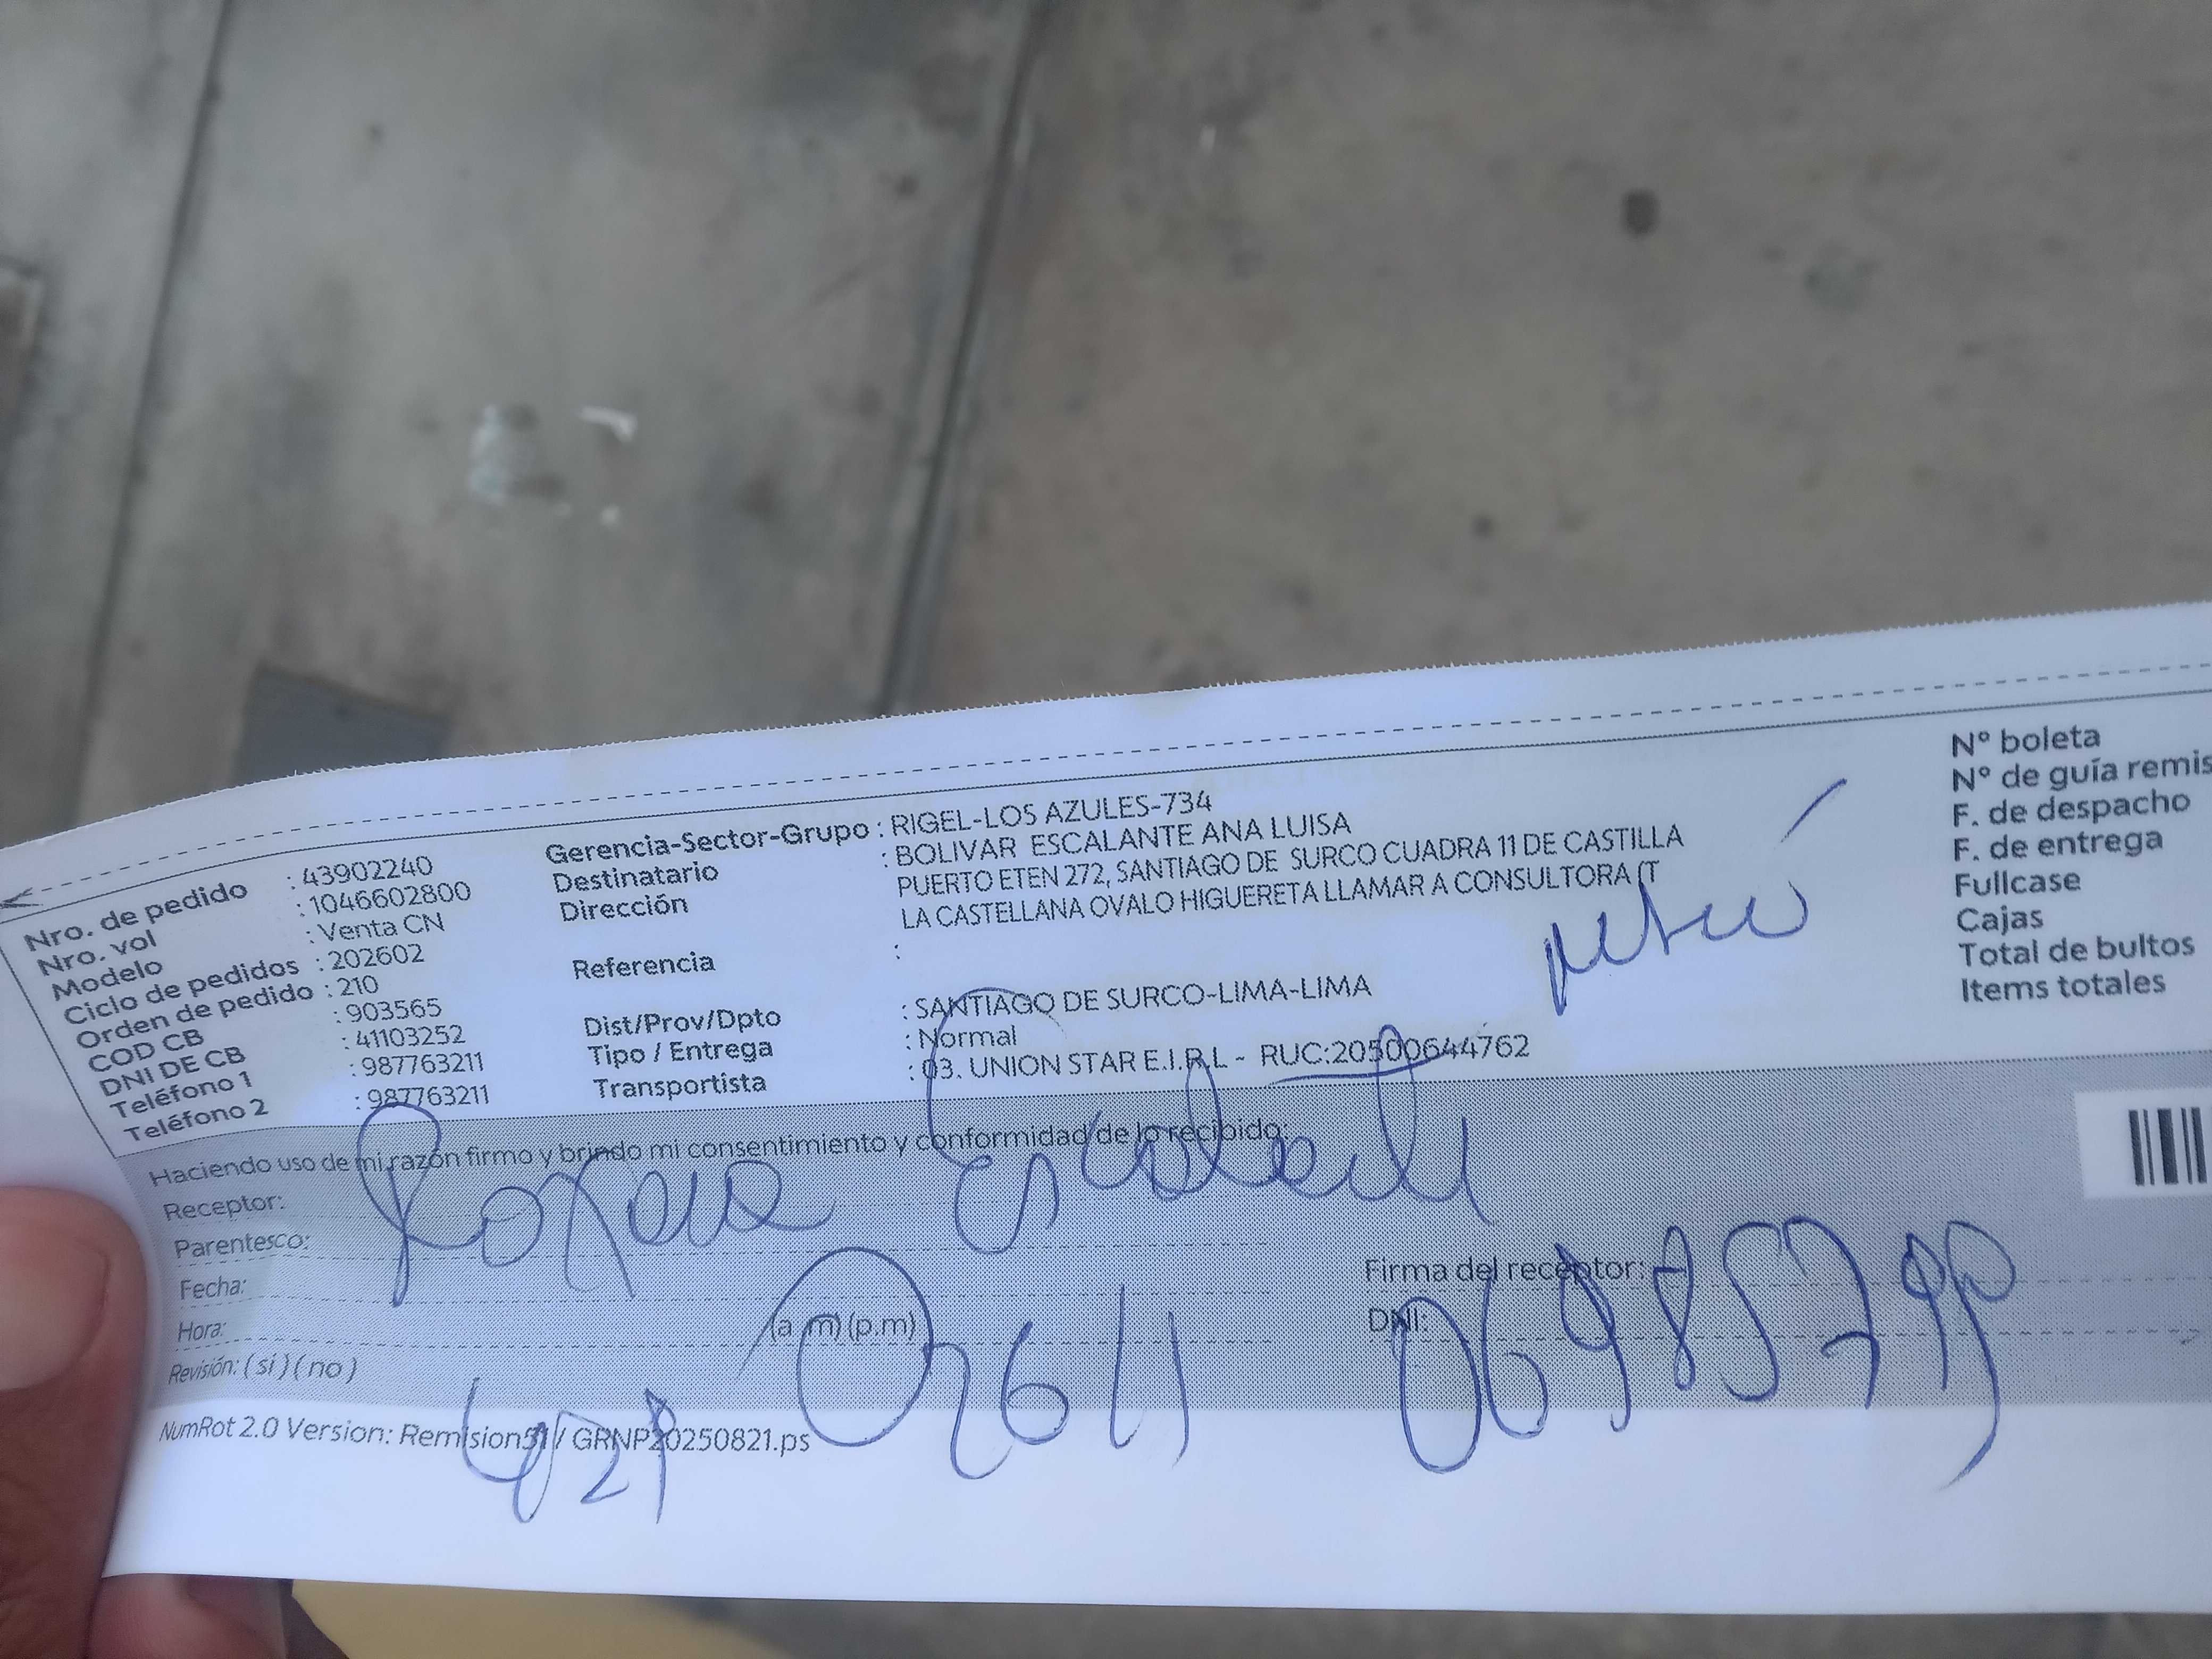 Nro. de pedido : 43902240
Nro. vol : 1046602800
Modelo : Venta CN
Ciclo de pedidos : 202602
Orden de pedido : 210
COD CB : 903565
DNI DE CB : 41103252
Teléfono 1 : 987763211
Teléfono 2 : 987763211
Gerencia-Sector-Grupo : RIGEL-LOS AZULES-734
Destinatario : BOLIVAR ESCALANTE ANA LUISA
Dirección PUERTO ETEN 272, SANTIAGO DE SURCO CUADRA 11 DE CASTILLA
LA CASTELLANA OVALO HIGUERETA LLAMAR A CONSULTORA (T
Referencia :
Dist/Prov/Dpto : SANTIAGO DE SURCO-LIMA-LIMA
Tipo / Entrega : Normal
Transportista : 03. UNION STAR E.I.R.L - RUC:20500644762
N° boleta
N° de guía remis
F. de despacho
F. de entrega
Fullcase
Cajas
Total de bultos
Items totales
Haciendo uso de mi razón firmo y brindo mi consentimiento y conformidad de lo recibido:
Receptor:
Parentesco:
Fecha:
Hora: (a.m) (p.m)
Revisión: (si) (no)
Firma del receptor:
DNI:
NumRot 2.0 Version: Remision51 / GRNP20250821.ps